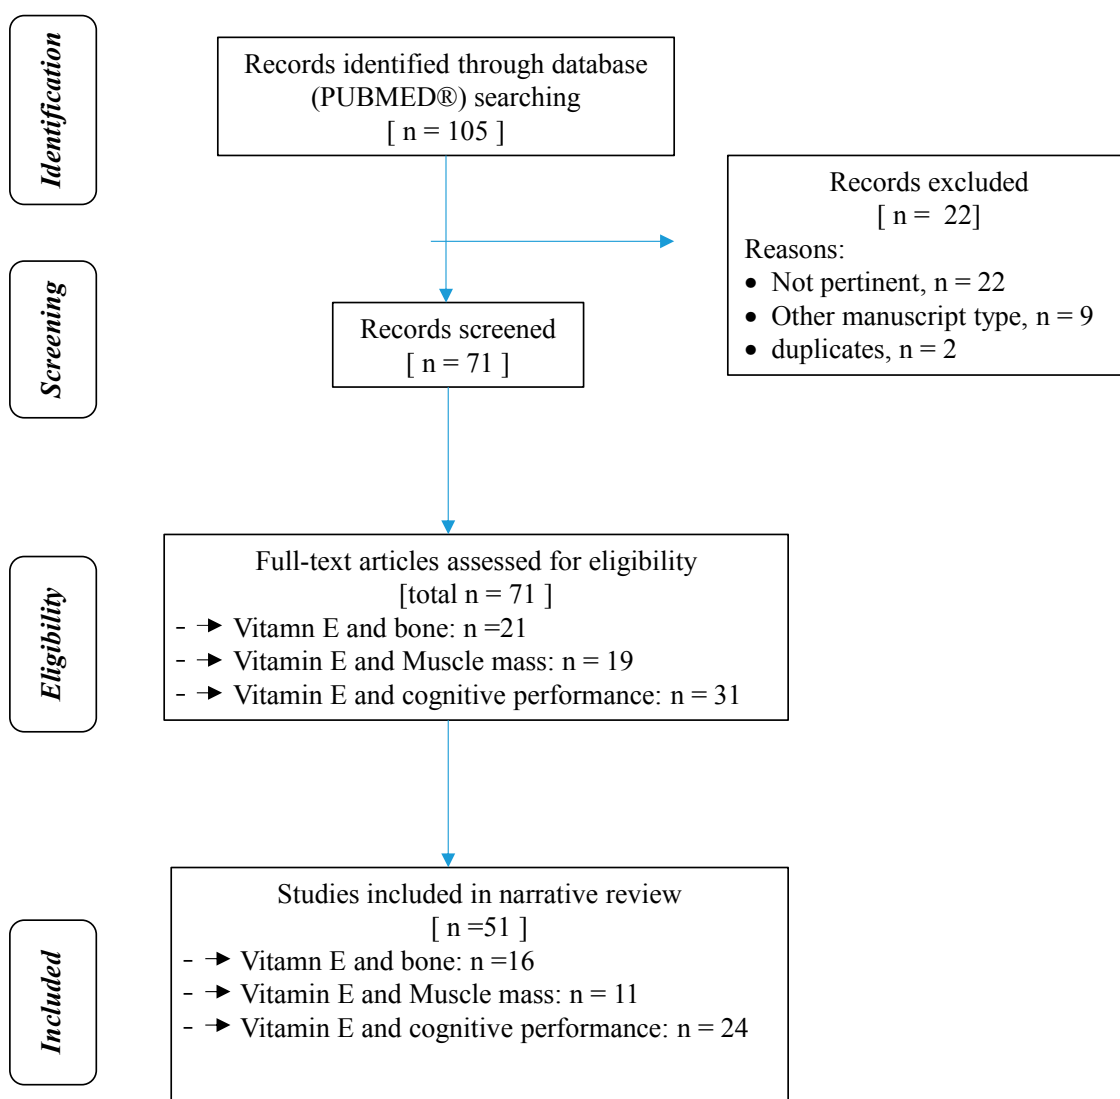 Identification
Records identified through database
(PUBMED®) searching
[ n = 105 ]
Records excluded
[ n =  22]
Reasons:
• Not pertinent, n = 22
• Other manuscript type, n = 9
• duplicates, n = 2
Screening
Records screened
[ n = 71 ]
Eligibility
Full-text articles assessed for eligibility
[total n = 71 ]
Vitamn E and bone: n =21
Vitamin E and Muscle mass: n = 19
Vitamin E and cognitive performance: n = 31
Included
Studies included in narrative review
[ n =51 ]
Vitamn E and bone: n =16
Vitamin E and Muscle mass: n = 11
Vitamin E and cognitive performance: n = 24